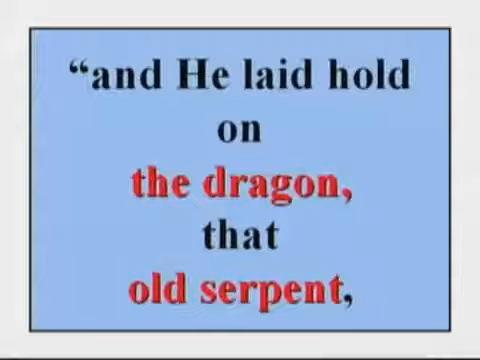 “and He laid hold
on
the dragon,
that
old serpent,